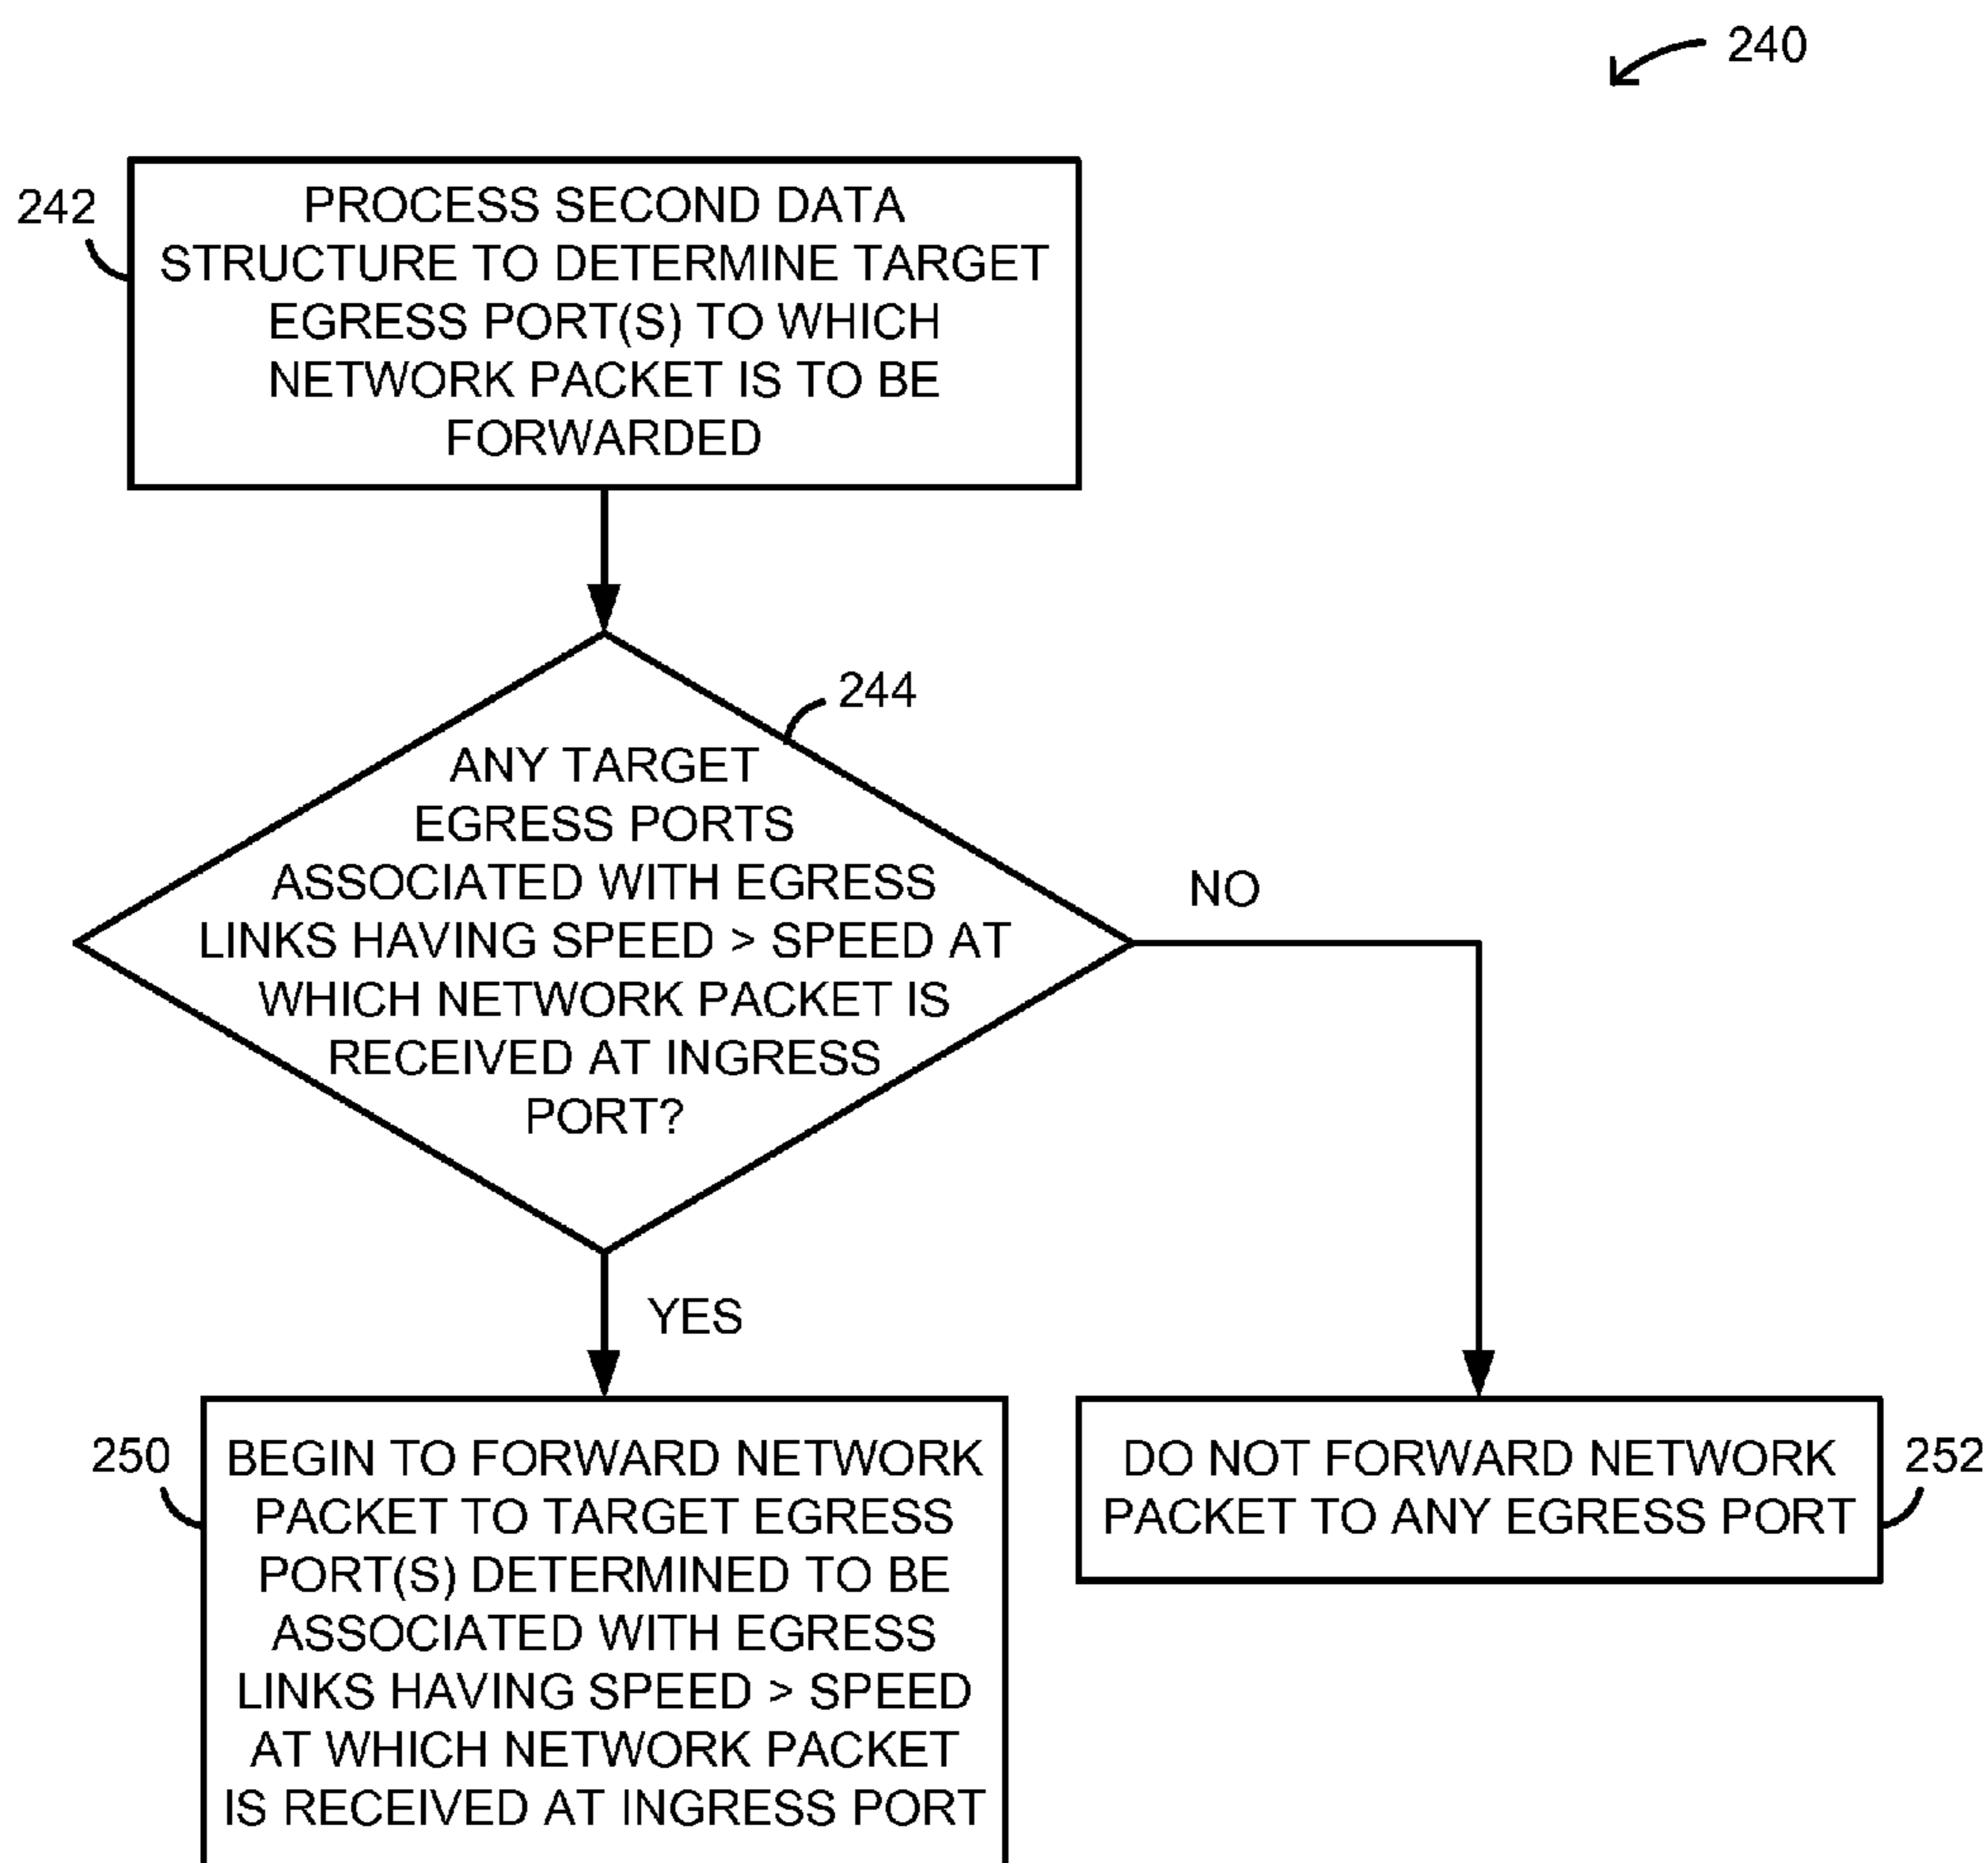 240
242
PROCESS SECOND DATA
STRUCTURE TO DETERMINE TARGET
EGRESS PORT(S) TO WHICH
NETWORK PACKET IS TO BE
FORWARDED
244
ANY TARGET
EGRESS PORTS
ASSOCIATED WITH EGRESS
LINKS HAVING SPEED > SPEED AT
WHICH NETWORK PACKET IS
RECEIVED AT INGRESS
PORT?
NO
YES
250
BEGIN TO FORWARD NETWORK
PACKET TO TARGET EGRESS
PORT(S) DETERMINED TO BE
ASSOCIATED WITH EGRESS
LINKS HAVING SPEED > SPEED
AT WHICH NETWORK PACKET
IS RECEIVED AT INGRESS PORT
DO NOT FORWARD NETWORK
PACKET TO ANY EGRESS PORT
252